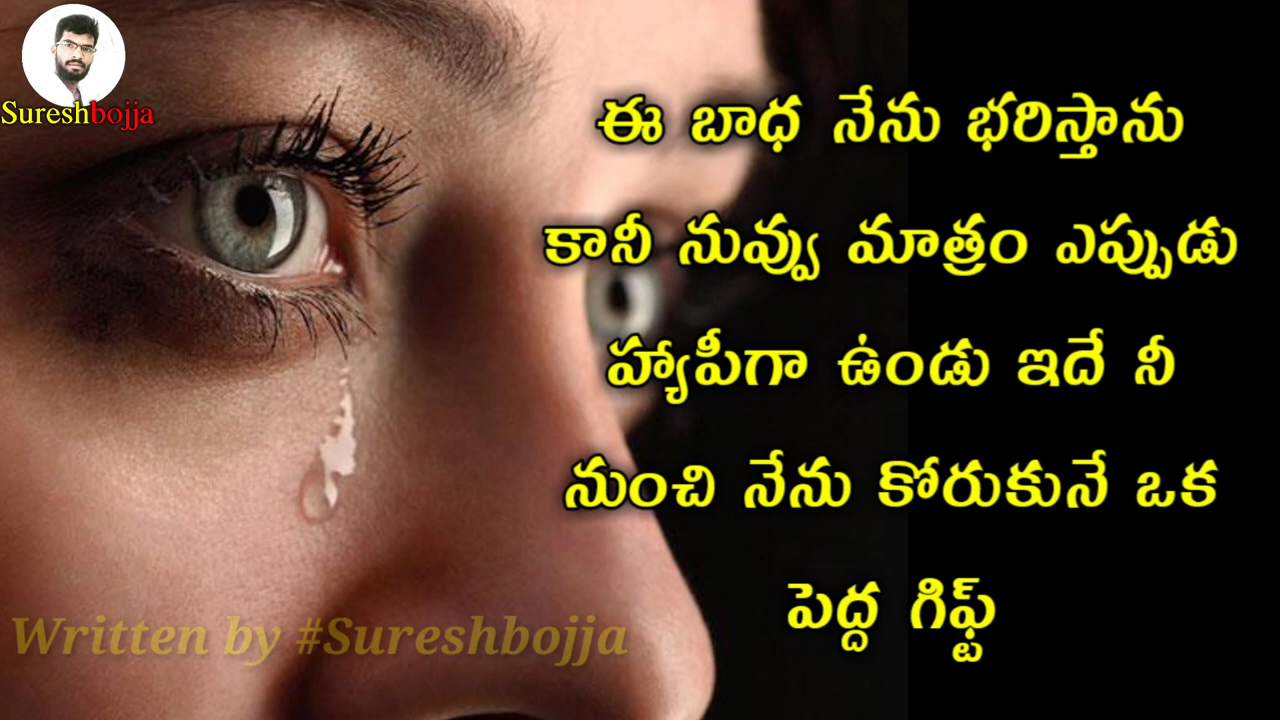 Sureshbojja
ఈ బాధ నేను భరిస్తాను
కానీ నువ్వు మాత్రం ఎప్పుడు
హ్యాపీగా ఉండు ఇదే నీ
నుంచి నేను కోరుకునే ఒక
పెద్ద గిఫ్ట్
Written by #Sureshbojja